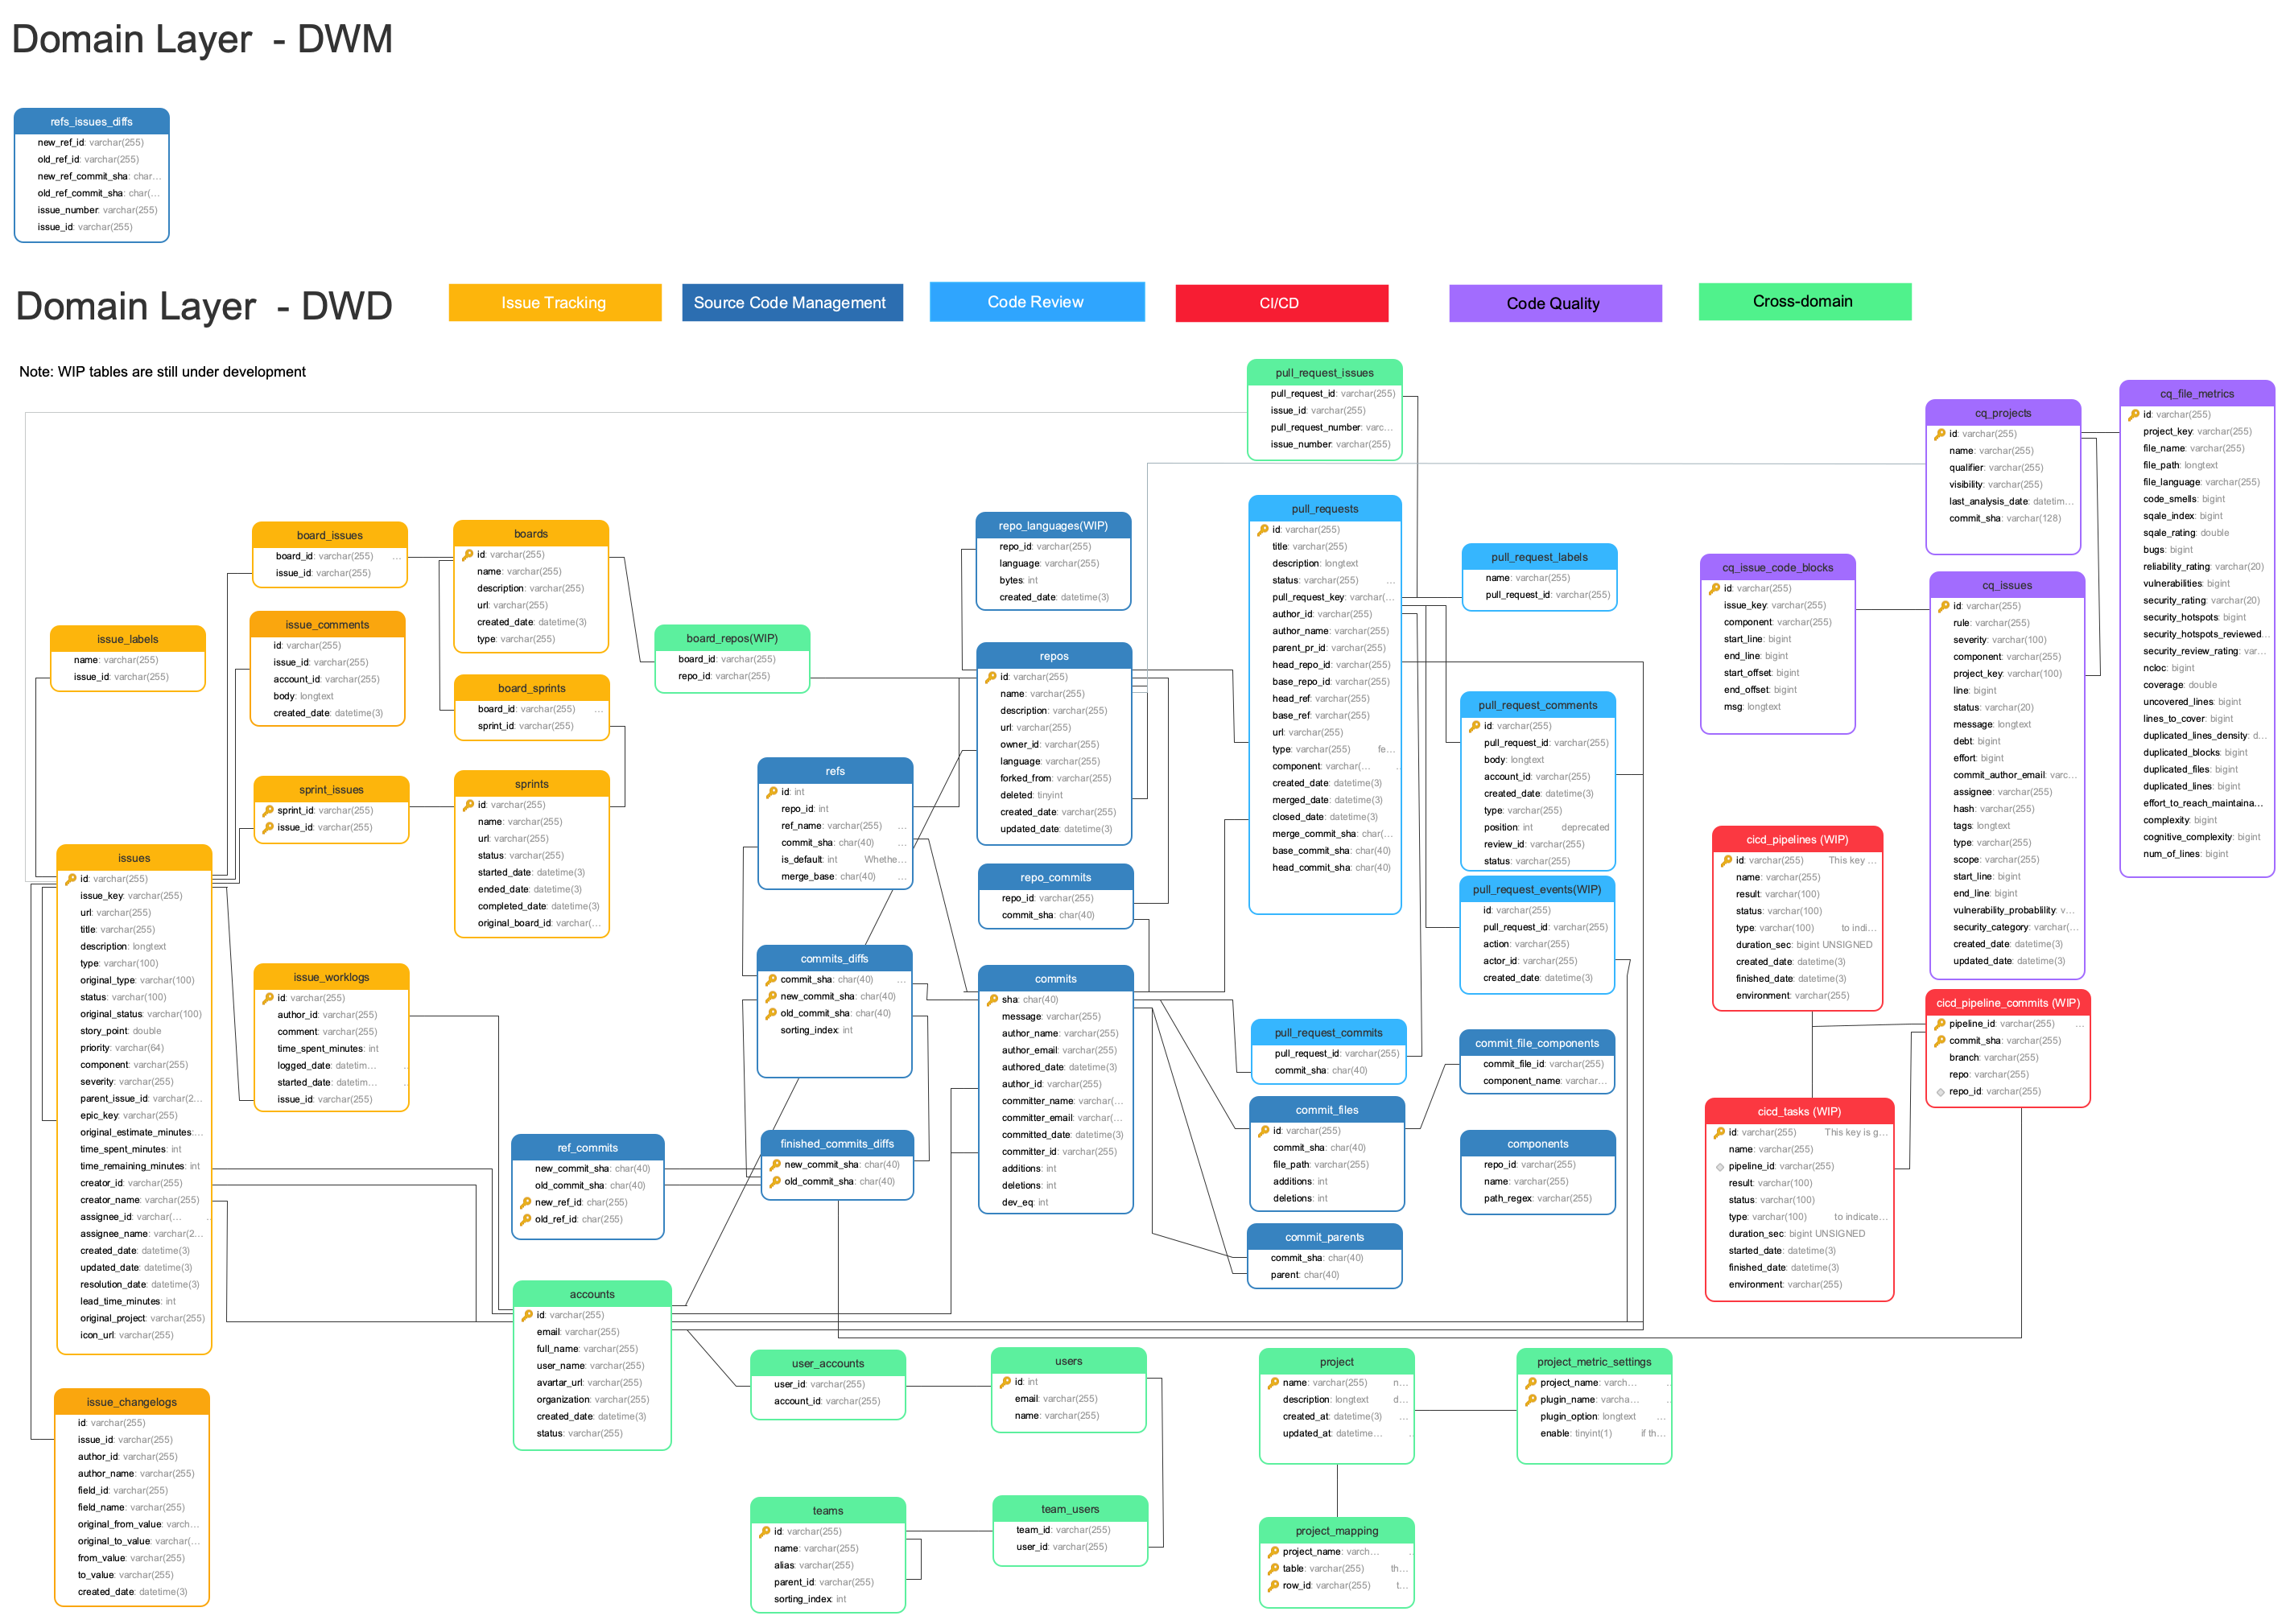 Domain Layer - DWM
refs_issues_diffs
new_ref_id: varchar(255)
old_ref_id: varchar(255)
new_ref_commit_sha: char...
old_ref_commit_sha: char(...
issue_number: varchar(255)
issue_id: varchar(255)
Domain Layer - DWD
Issue Tracking
Source Code Management
Code Review
CI/CD
Code Quality
Cross-domain
Note: WIP tables are still under development
pull_request_issues
pull_request_id: varchar(255)
issue_id: varchar(255)
pull_request_number: varc...
issue_number: varchar(255)
cq_projects
id: varchar(255)
name: varchar(255)
qualifier: varchar(255)
visibility: varchar(255)
last_analysis_date: datetim...
commit_sha: varchar(128)
cq_file_metrics
id: varchar(255)
project_key: varchar(255)
file_name: varchar(255)
file_path: longtext
file_language: varchar(255)
code_smells: bigint
sqale_index: bigint
sqale_rating: double
bugs: bigint
reliability_rating: varchar(20)
vulnerabilities: bigint
security_rating: varchar(20)
security_hotspots: bigint
security_hotspots_reviewed...
security_review_rating: var...
ncloc: bigint
coverage: double
uncovered_lines: bigint
lines_to_cover: bigint
duplicated_lines_density: d...
duplicated_blocks: bigint
duplicated_files: bigint
duplicated_lines: bigint
effort_to_reach_maintaina...
complexity: bigint
cognitive_complexity: bigint
num_of_lines: bigint
board_issues
board_id: varchar(255) ...
issue_id: varchar(255)
boards
id: varchar(255)
name: varchar(255)
description: varchar(255)
url: varchar(255)
created_date: datetime(3)
type: varchar(255)
repo_languages(WIP)
repo_id: varchar(255)
language: varchar(255)
bytes: int
created_date: datetime(3)
pull_requests
id: varchar(255)
title: varchar(255)
description: longtext
status: varchar(255) ...
pull_request_key: varchar(...
author_id: varchar(255)
author_name: varchar(255)
parent_pr_id: varchar(255)
head_repo_id: varchar(255)
base_repo_id: varchar(255)
head_ref: varchar(255)
base_ref: varchar(255)
url: varchar(255)
type: varchar(255) fe...
component: varchar(... ..
created_date: datetime(3)
merged_date: datetime(3)
closed_date: datetime(3)
merge_commit_sha: char(...
base_commit_sha: char(40)
head_commit_sha: char(40)
pull_request_labels
name: varchar(255)
pull_request_id: varchar(255)
cq_issue_code_blocks
id: varchar(255)
issue_key: varchar(255)
component: varchar(255)
start_line: bigint
end_line: bigint
start_offset: bigint
end_offset: bigint
msg: longtext
cq_issues
id: varchar(255)
rule: varchar(255)
severity: varchar(100)
component: varchar(255)
project_key: varchar(100)
line: bigint
status: varchar(20)
message: longtext
debt: bigint
effort: bigint
commit_author_email: varc...
assignee: varchar(255)
hash: varchar(255)
tags: longtext
type: varchar(255)
scope: varchar(255)
start_line: bigint
end_line: bigint
vulnerability_probablility: v...
security_category: varchar(...
created_date: datetime(3)
updated_date: datetime(3)
issue_labels
name: varchar(255)
issue_id: varchar(255)
issue_comments
id: varchar(255)
issue_id: varchar(255)
account_id: varchar(255)
body: longtext
created_date: datetime(3)
board_sprints
board_id: varchar(255) ...
sprint_id: varchar(255)
board_repos(WIP)
board_id: varchar(255)
repo_id: varchar(255)
repos
id: varchar(255)
name: varchar(255)
description: varchar(255)
url: varchar(255)
owner_id: varchar(255)
language: varchar(255)
forked_from: varchar(255)
deleted: tinyint
created_date: varchar(255)
updated_date: datetime(3)
pull_request_comments
id: varchar(255)
pull_request_id: varchar(255)
body: longtext
account_id: varchar(255)
created_date: datetime(3)
type: varchar(255)
position: int deprecated
review_id: varchar(255)
status: varchar(255)
sprint_issues
sprint_id: varchar(255)
issue_id: varchar(255)
sprints
id: varchar(255)
name: varchar(255)
url: varchar(255)
status: varchar(255)
started_date: datetime(3)
ended_date: datetime(3)
completed_date: datetime(3)
original_board_id: varchar(...
refs
id: int
repo_id: int
ref_name: varchar(255) ...
commit_sha: char(40) ...
is_default: int Whethe...
merge_base: char(40) ...
cicd_pipelines (WIP)
id: varchar(255) This key ...
name: varchar(255)
result: varchar(100)
status: varchar(100)
type: varchar(100) to indi...
duration_sec: bigint UNSIGNED
created_date: datetime(3)
finished_date: datetime(3)
environment: varchar(255)
issues
id: varchar(255)
issue_key: varchar(255)
url: varchar(255)
title: varchar(255)
description: longtext
type: varchar(100)
original_type: varchar(100)
status: varchar(100)
original_status: varchar(100)
story_point: double
priority: varchar(64)
component: varchar(255)
severity: varchar(255)
parent_issue_id: varchar(2...
epic_key: varchar(255)
original_estimate_minutes:...
time_spent_minutes: int
time_remaining_minutes: int
creator_id: varchar(255)
creator_name: varchar(255)
assignee_id: varchar(... ..
assignee_name: varchar(2...
created_date: datetime(3)
updated_date: datetime(3)
resolution_date: datetime(3)
lead_time_minutes: int
original_project: varchar(255)
icon_url: varchar(255)
repo_commits
repo_id: varchar(255)
commit_sha: char(40)
pull_request_events(WIP)
id: varchar(255)
pull_request_id: varchar(255)
action: varchar(255)
actor_id: varchar(255)
created_date: datetime(3)
issue_worklogs
id: varchar(255)
author_id: varchar(255)
comment: varchar(255)
time_spent_minutes: int
logged_date: datetim... ..
started_date: datetim... ..
issue_id: varchar(255)
commits_diffs
commit_sha: char(40) ...
new_commit_sha: char(40)
old_commit_sha: char(40)
sorting_index: int
commits
sha: char(40)
message: varchar(255)
author_name: varchar(255)
author_email: varchar(255)
authored_date: datetime(3)
author_id: varchar(255)
committer_name: varchar(...
committer_email: varchar(...
committed_date: datetime(3)
committer_id: varchar(255)
additions: int
deletions: int
dev_eq: int
cicd_pipeline_commits (WIP)
pipeline_id: varchar(255) ...
commit_sha: varchar(255)
branch: varchar(255)
repo: varchar(255)
repo_id: varchar(255)
pull_request_commits
pull_request_id: varchar(255)
commit_sha: char(40)
commit_file_components
commit_file_id: varchar(255)
component_name: varchar...
commit_files
id: varchar(255)
commit_sha: char(40)
file_path: varchar(255)
additions: int
deletions: int
cicd_tasks (WIP)
id: varchar(255) This key is g...
name: varchar(255)
pipeline_id: varchar(255)
result: varchar(100)
status: varchar(100)
type: varchar(100) to indicate...
duration_sec: bigint UNSIGNED
started_date: datetime(3)
finished_date: datetime(3)
environment: varchar(255)
ref_commits
new_commit_sha: char(40)
old_commit_sha: char(40)
new_ref_id: char(255)
old_ref_id: char(255)
finished_commits_diffs
new_commit_sha: char(40)
old_commit_sha: char(40)
components
repo_id: varchar(255)
name: varchar(255)
path_regex: varchar(255)
commit_parents
commit_sha: char(40)
parent: char(40)
accounts
id: varchar(255)
email: varchar(255)
full_name: varchar(255)
user_name: varchar(255)
avartar_url: varchar(255)
organization: varchar(255)
created_date: datetime(3)
status: varchar(255)
user_accounts
user_id: varchar(255)
account_id: varchar(255)
users
id: int
email: varchar(255)
name: varchar(255)
project
name: varchar(255) n...
description: longtext d...
created_at: datetime(3) ...
updated_at: datetime... ..
project_metric_settings
project_name: varch... ..
plugin_name: varcha... ..
plugin_option: longtext ...
enable: tinyint(1) if th...
issue_changelogs
id: varchar(255)
issue_id: varchar(255)
author_id: varchar(255)
author_name: varchar(255)
field_id: varchar(255)
field_name: varchar(255)
original_from_value: varch...
original_to_value: varchar(...
from_value: varchar(255)
to_value: varchar(255)
created_date: datetime(3)
teams
id: varchar(255)
name: varchar(255)
alias: varchar(255)
parent_id: varchar(255)
sorting_index: int
team_users
team_id: varchar(255)
user_id: varchar(255)
project_mapping
project_name: varch... ..
table: varchar(255) th...
row_id: varchar(255) t...